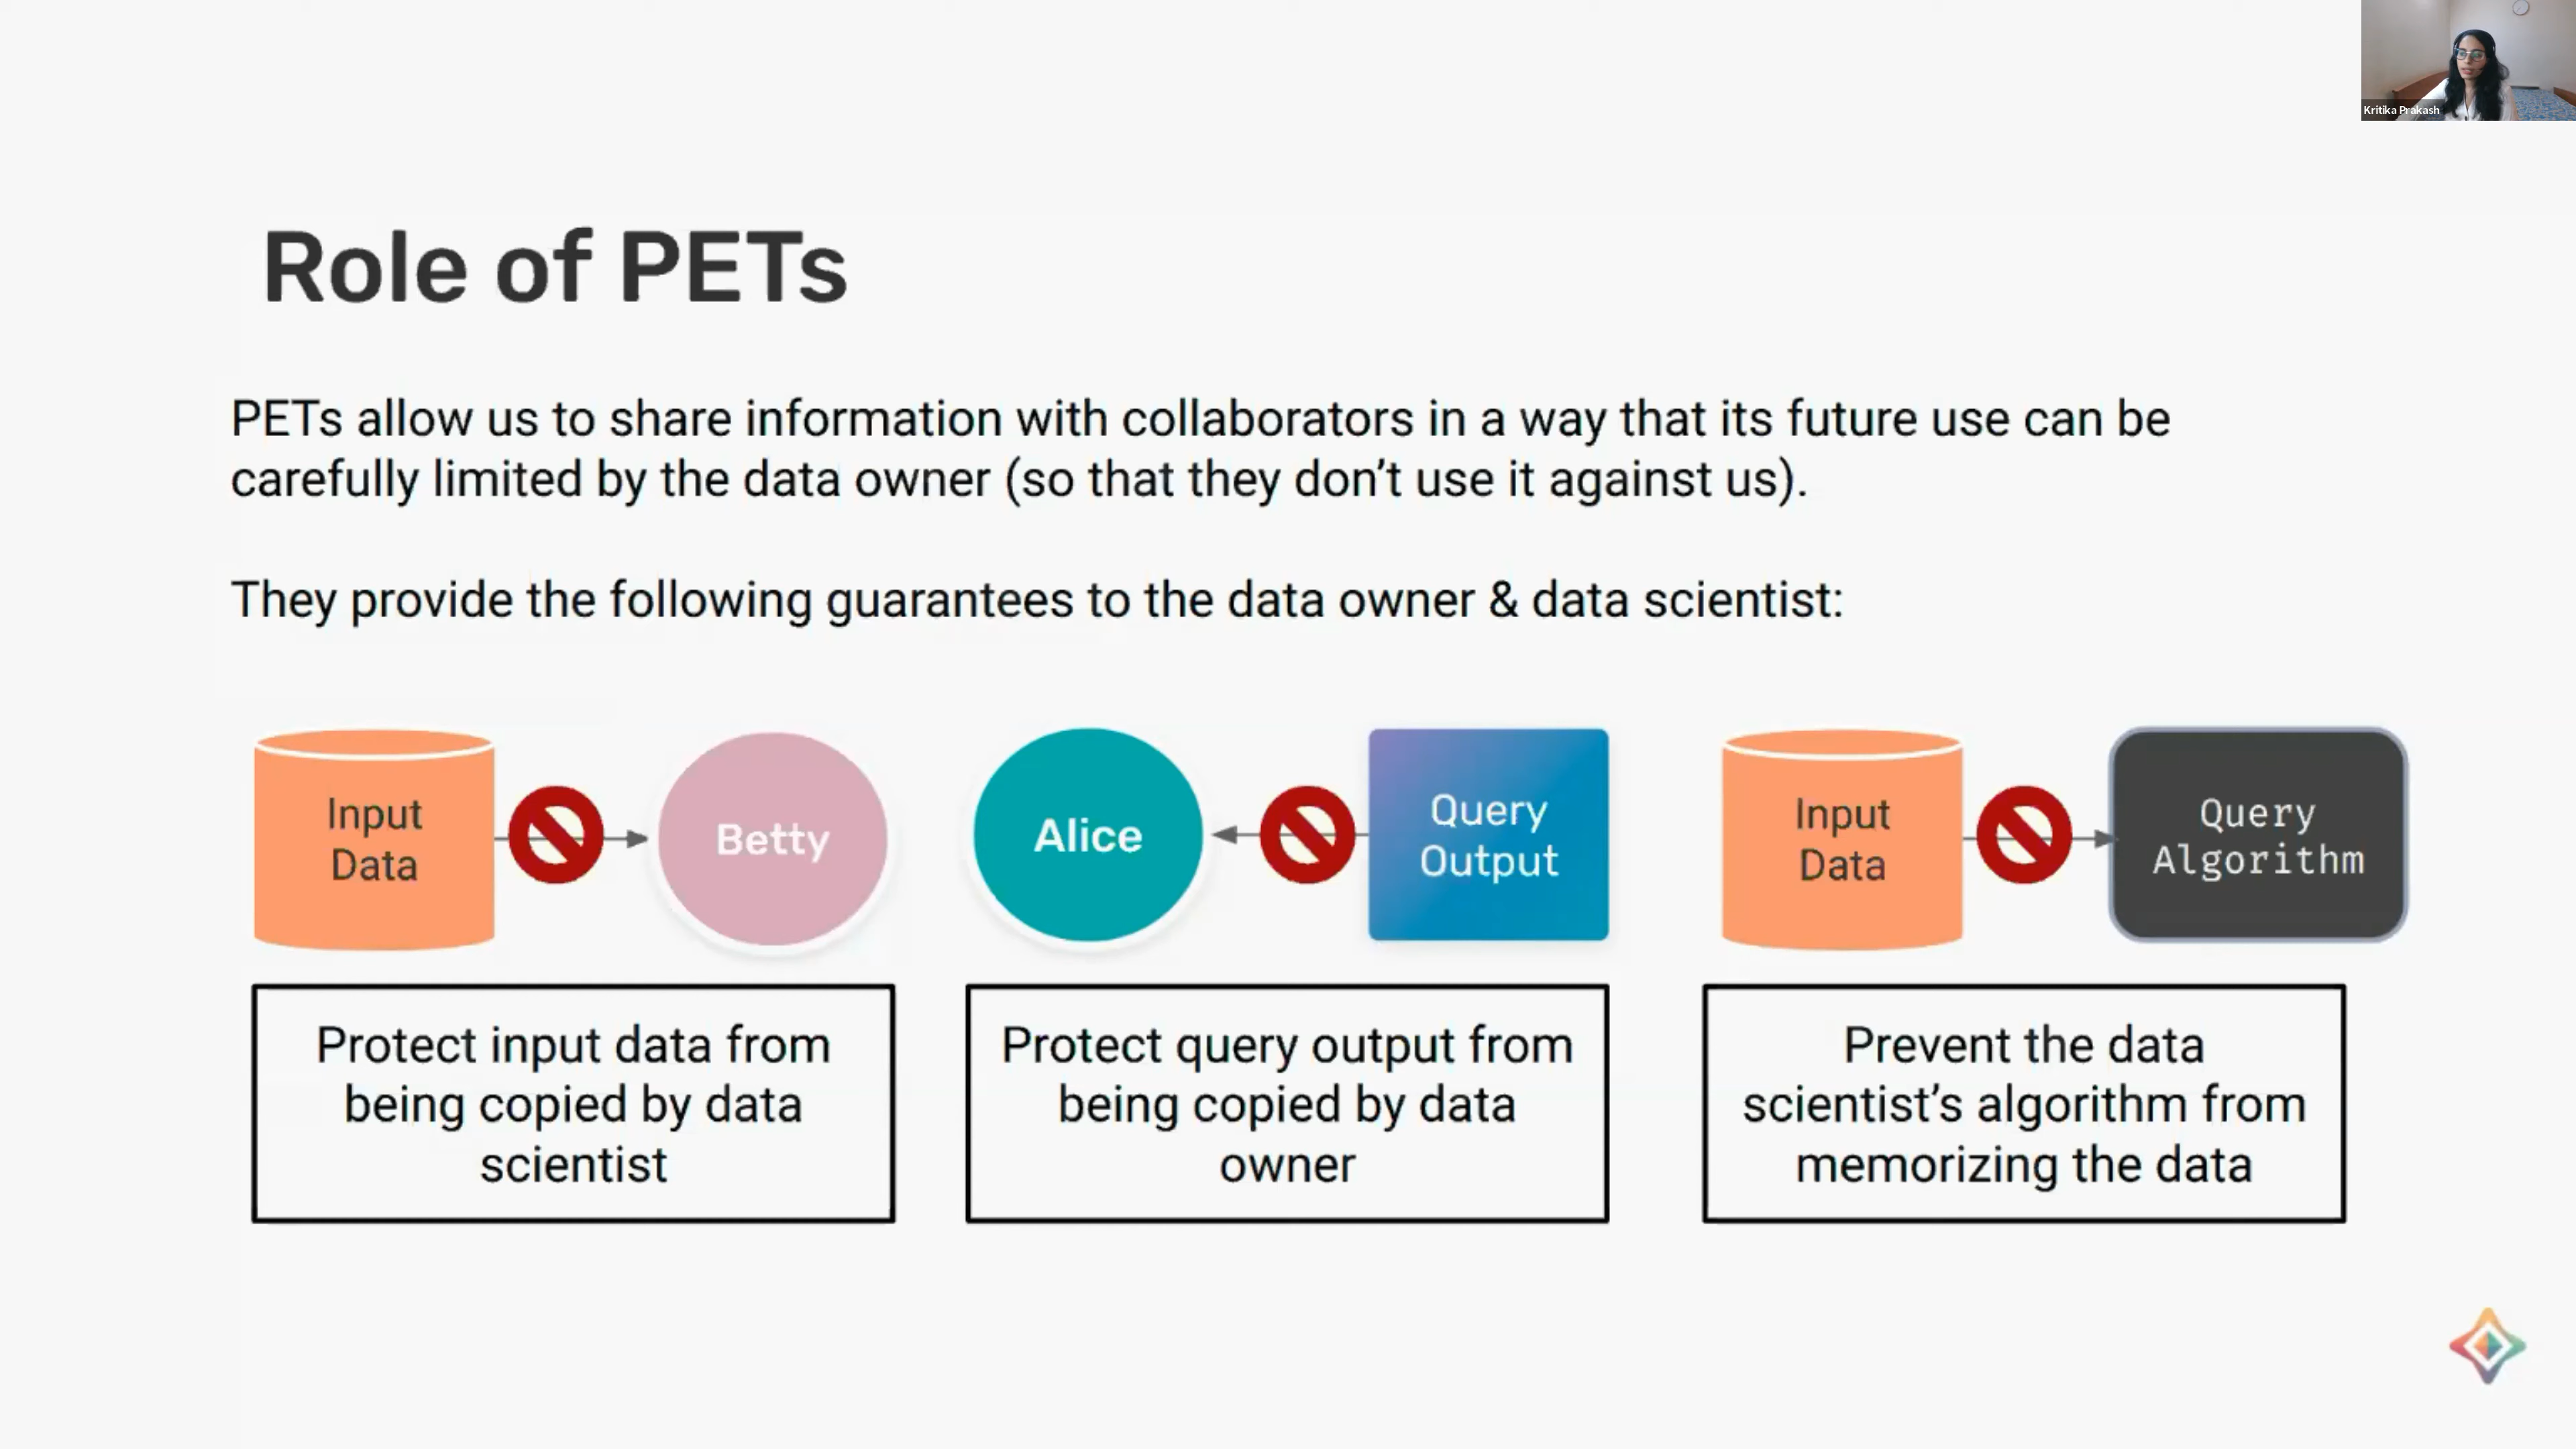 Kritika Prakash
Role of PETs
PETs allow us to share information with collaborators in a way that its future use can be
carefully limited by the data owner (so that they don’t use it against us).
They provide the following guarantees to the data owner & data scientist:
Input
Data
Betty
Alice
Query
Output
Input
Data
Query
Algorithm
Protect input data from
being copied by data
scientist
Protect query output from
being copied by data
owner
Prevent the data
scientist’s algorithm from
memorizing the data